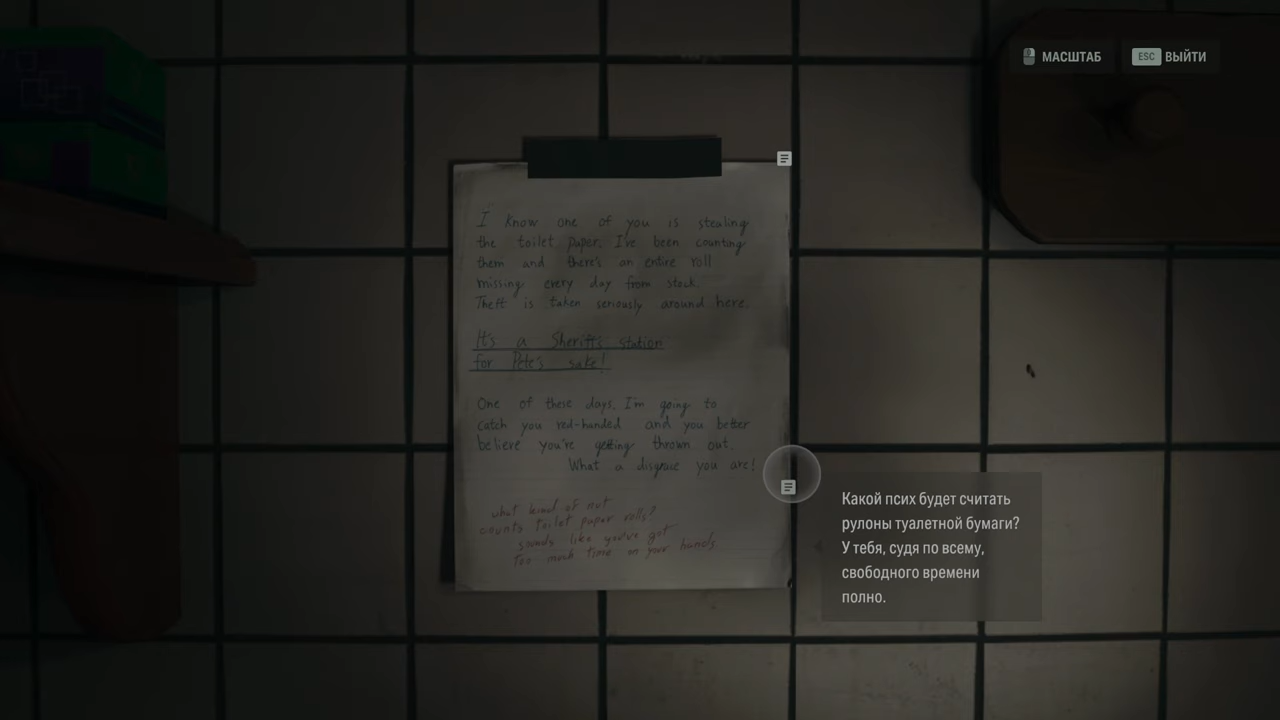 МАСШТАБ
ESC ВЫЙТИ
I know one of you is stealing
the toilet paper. I've been counting
them and there's an entire roll
missing every day from stock.
Theft is taken seriously around here.
It's a Sheriff's station
for Pete's sake!
One of these days, I'm going to
catch you red-handed and you better
believe you're getting thrown out.
What a disgrace you are!
what kind of nut
counts toilet paper rolls?
sounds like you've got
too much time on your hands
Какой псих будет считать
рулоны туалетной бумаги?
У тебя, судя по всему,
свободного времени
полно.